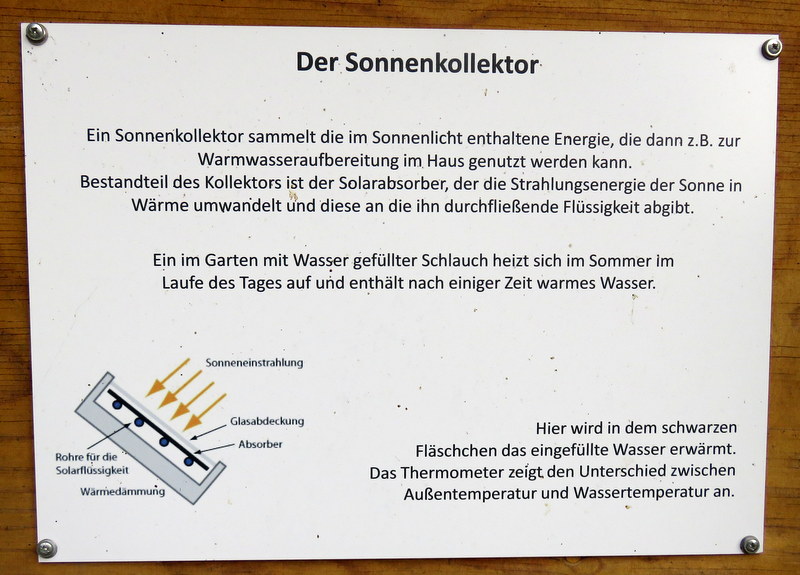 Der Sonnenkollektor
Ein Sonnenkollektor sammelt die im Sonnenlicht enthaltene Energie, die dann z.B. zur
Warmwasseraufbereitung im Haus genutzt werden kann.
Bestandteil des Kollektors ist der Solarabsorber, der die Strahlungsenergie der Sonne in
Wärme umwandelt und diese an die ihn durchfließende Flüssigkeit abgibt.
Ein im Garten mit Wasser gefüllter Schlauch heizt sich im Sommer im
Laufe des Tages auf und enthält nach einiger Zeit warmes Wasser.
Sonneneinstrahlung
Glasabdeckung
Absorber
Rohre für die
Solarflüssigkeit
Wärmedämmung
Hier wird in dem schwarzen
Fläschchen das eingefüllte Wasser erwärmt.
Das Thermometer zeigt den Unterschied zwischen
Außentemperatur und Wassertemperatur an.